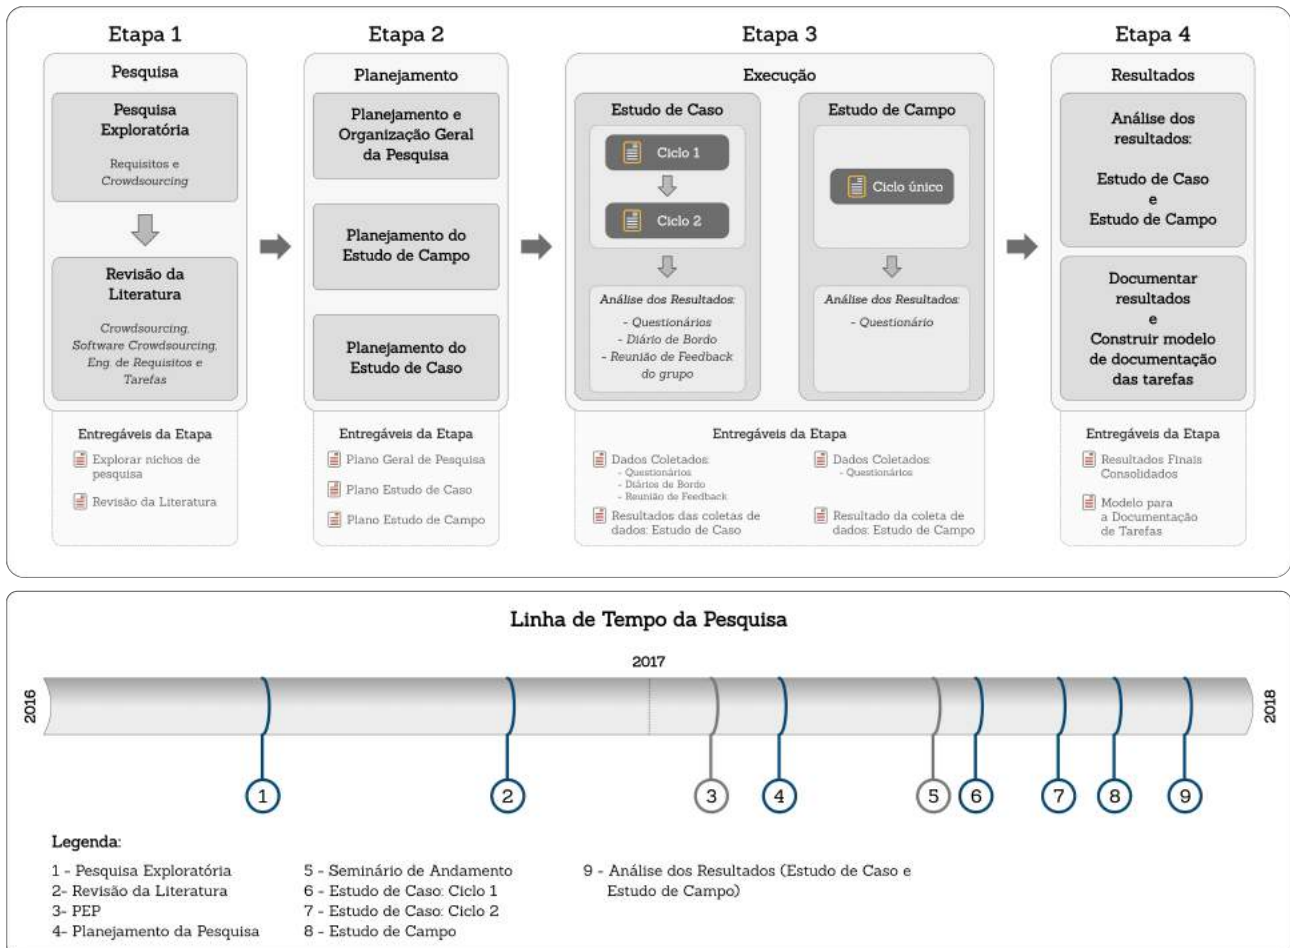 Etapa 1
Pesquisa
Pesquisa
Exploratória
Requisitos e
Crowdsourcing
Revisão da
Literatura
Crowdsourcing,
Software Crowdsourcing,
Eng. de Requisitos e
Tarefas
Entregáveis da Etapa
Explorar nichos de
pesquisa
Revisão da Literatura
Etapa 2
Planejamento
Planejamento e
Organização Geral
da Pesquisa
Planejamento do
Estudo de Campo
Planejamento do
Estudo de Caso
Entregáveis da Etapa
Plano Geral de Pesquisa
Plano Estudo de Caso
Plano Estudo de Campo
Etapa 3
Execução
Estudo de Caso
Ciclo 1
Ciclo 2
Análise dos Resultados:
- Questionários
- Diário de Bordo
- Reunião de Feedback
do grupo
Estudo de Campo
Ciclo único
Análise dos Resultados:
- Questionário
Entregáveis da Etapa
Dados Coletados:
- Questionários
- Diários de Bordo
- Reunião de Feedback
Resultados das coletas de
dados: Estudo de Caso
Dados Coletados:
- Questionários
Resultado da coleta de
dados: Estudo de Campo
Etapa 4
Resultados
Análise dos
resultados:
Estudo de Caso
e
Estudo de Campo
Documentar
resultados
e
Construir modelo
de documentação
das tarefas
Entregáveis da Etapa
Resultados Finais
Consolidados
Modelo para
a Documentação
de Tarefas
Linha de Tempo da Pesquisa
2016
2017
2018
1
2
3
4
5
6
7
8
9
Legenda:
1 - Pesquisa Exploratória
2- Revisão da Literatura
3- PEP
4- Planejamento da Pesquisa
5 - Seminário de Andamento
6 - Estudo de Caso: Ciclo 1
7 - Estudo de Caso: Ciclo 2
8 - Estudo de Campo
9 - Análise dos Resultados (Estudo de Caso e
Estudo de Campo)